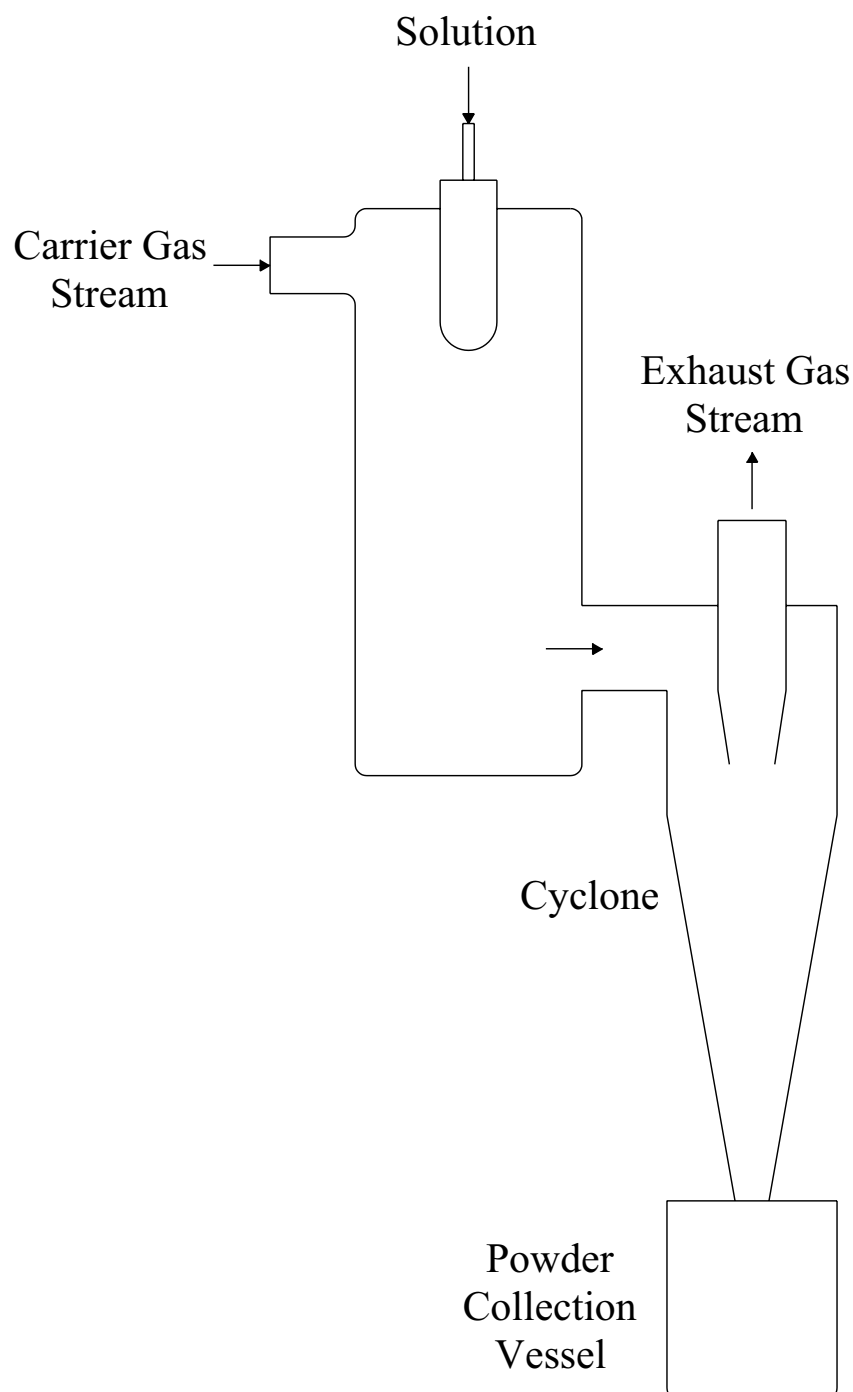 Solution
Carrier Gas
Stream
Exhaust Gas
Stream
Cyclone
Powder
Collection
Vessel